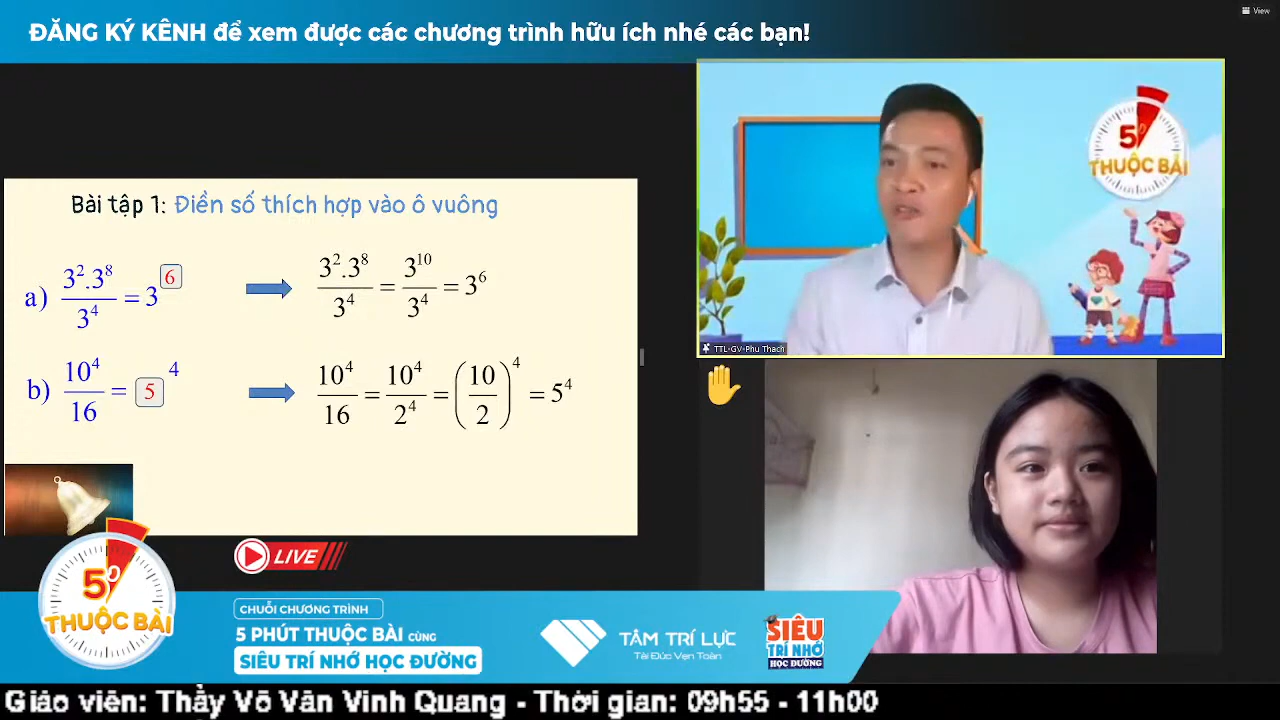 ĐĂNG KÝ KÊNH để xem được các chương trình hữu ích nhé các bạn!
View
Bài tập 1: Điền số thích hợp vào ô vuông
a) 3².3⁸ / 3⁴ = 3⁶ 3².3⁸ / 3⁴ = 3¹⁰ / 3⁴ = 3⁶
b) 10⁴ / 16 = 5⁴ 10⁴ / 16 = 10⁴ / 2⁴ = (10 / 2)⁴ = 5⁴
5'
THUỘC BÀI
TTL-GV-Phu Thach
LIVE
5'
THUỘC BÀI
CHUỖI CHƯƠNG TRÌNH
5 PHÚT THUỘC BÀI CÙNG
SIÊU TRÍ NHỚ HỌC ĐƯỜNG
TÂM TRÍ LỰC
Tài Đức Vẹn Toàn
SIÊU
TRÍ NHỚ
HỌC ĐƯỜNG
Giáo viên: Thầy Võ Văn Vinh Quang - Thời gian: 09h55 - 11h00